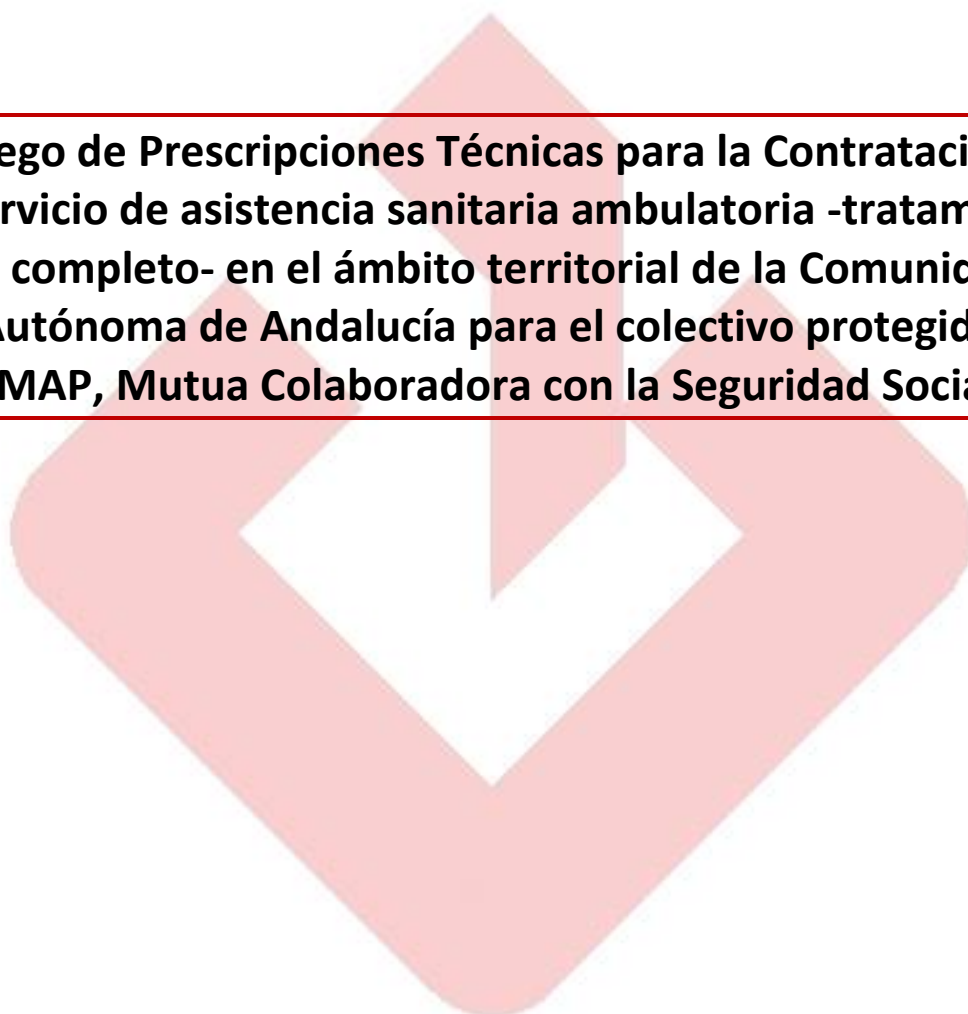 ego de Prescripciones Técnicas para la Contrataci
rvicio de asistencia sanitaria ambulatoria -tratam
completo- en el ámbito territorial de la Comunid
Autónoma de Andalucía para el colectivo protegid
MAP, Mutua Colaboradora con la Seguridad Socia